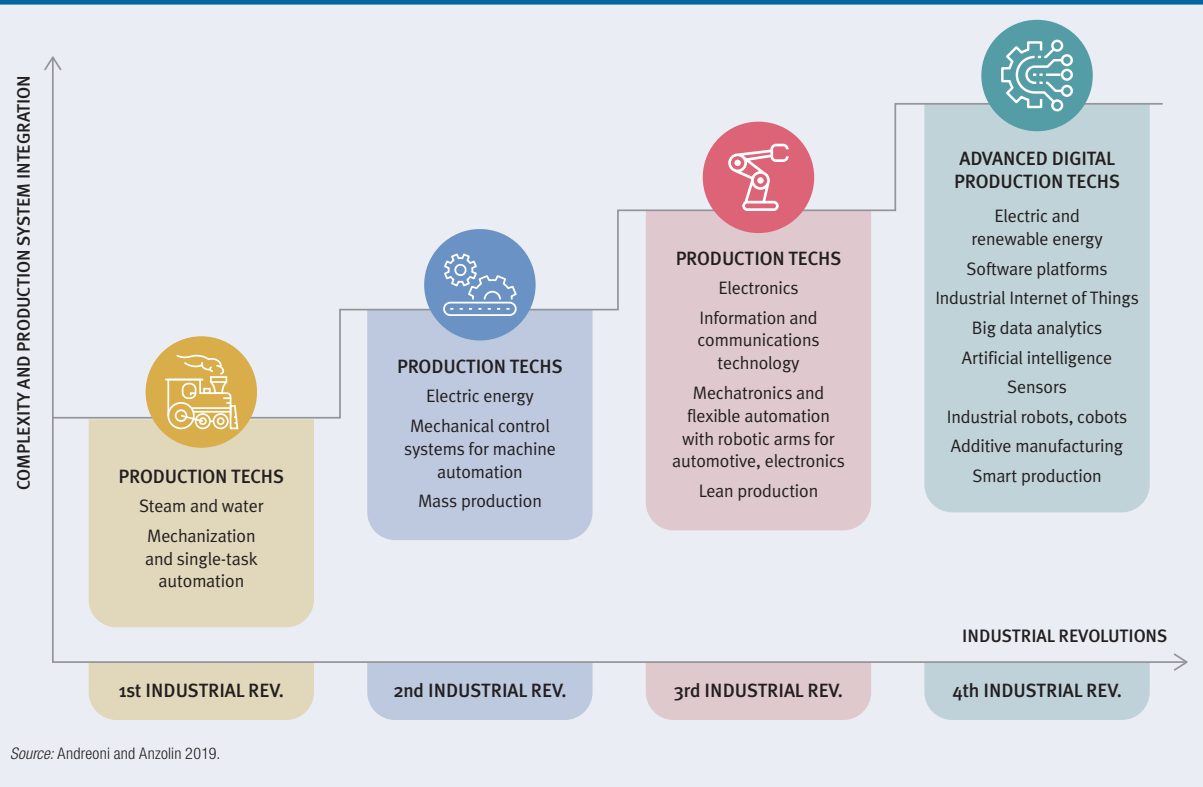 COMPLEXITY AND PRODUCTION SYSTEM INTEGRATION
PRODUCTION TECHS
Steam and water
Mechanization
and single-task
automation
PRODUCTION TECHS
Electric energy
Mechanical control
systems for machine
automation
Mass production
PRODUCTION TECHS
Electronics
Information and
communications
technology
Mechatronics and
flexible automation
with robotic arms for
automotive, electronics
Lean production
ADVANCED DIGITAL
PRODUCTION TECHS
Electric and
renewable energy
Software platforms
Industrial Internet of Things
Big data analytics
Artificial intelligence
Sensors
Industrial robots, cobots
Additive manufacturing
Smart production
INDUSTRIAL REVOLUTIONS
1st INDUSTRIAL REV.
2nd INDUSTRIAL REV.
3rd INDUSTRIAL REV.
4th INDUSTRIAL REV.
Source: Andreoni and Anzolin 2019.